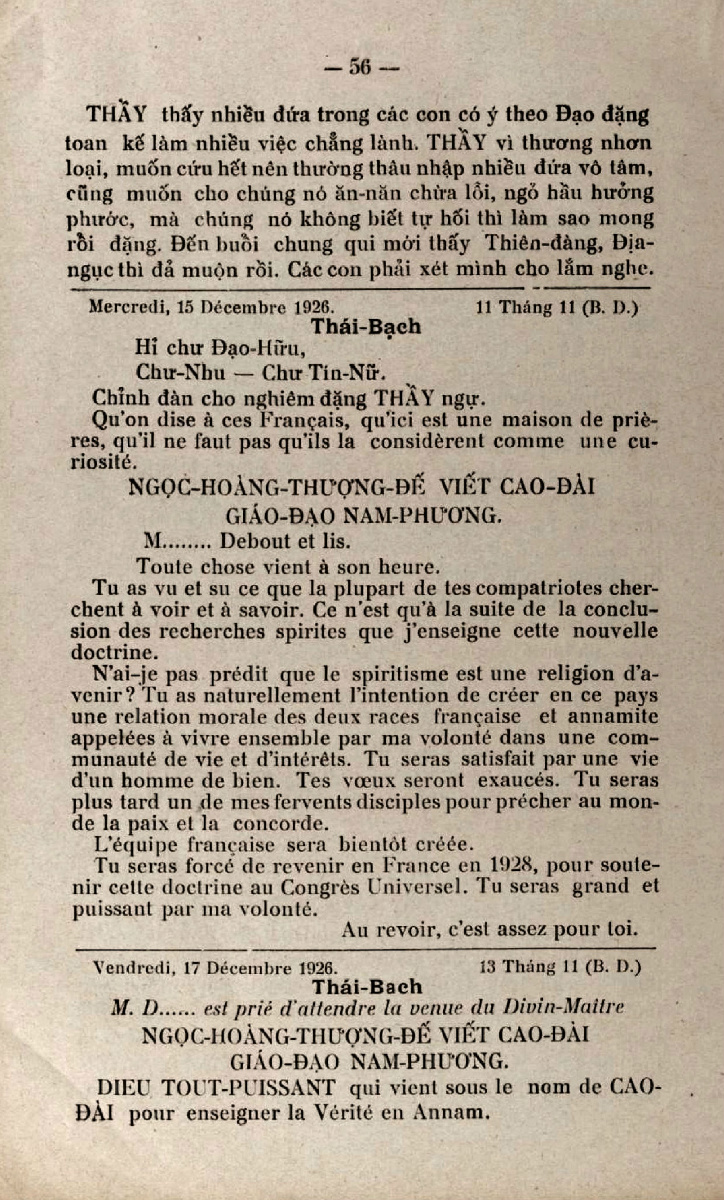 — 56 —
THẦY thấy nhiều đứa trong các con có ý theo Đạo đặng
toan kế làm nhiều việc chẳng lành. THẦY vì thương nhơn
loại, muốn cứu hết nên thường thâu nhập nhiều đứa vô tâm,
cũng muốn cho chúng nó ăn-năn chừa lỗi, ngỏ hầu hưởng
phước, mà chúng nó không biết tự hối thì làm sao mong
rồi đặng. Đến buổi chung qui mới thấy Thiên-đàng, Địa-
ngục thì đả muộn rồi. Các con phải xét mình cho lắm nghe.
Mercredi, 15 Décembre 1926. 11 Tháng 11 (B. D.)
Thái-Bạch
Hỉ chư Đạo-Hữu,
Chư-Nhu — Chư Tín-Nữ.
Chỉnh đàn cho nghiêm đặng THẦY ngự.
Qu'on dise à ces Français, qu'ici est une maison de priè-
res, qu'il ne faut pas qu'ils la considèrent comme une cu-
riosité.
NGỌC-HOÀNG-THƯỢNG-ĐẾ VIẾT CAO-ĐÀI
GIÁO-ĐẠO NAM-PHƯƠNG.
M........ Debout et lis.
Toute chose vient à son heure.
Tu as vu et su ce que la plupart de tes compatriotes cher-
chent à voir et à savoir. Ce n'est qu'à la suite de la conclu-
sion des recherches spirites que j'enseigne cette nouvelle
doctrine.
N'ai-je pas prédit que le spiritisme est une religion d'a-
venir? Tu as naturellement l'intention de créer en ce pays
une relation morale des deux races française et annamite
appelées à vivre ensemble par ma volonté dans une com-
munauté de vie et d'intérêts. Tu seras satisfait par une vie
d'un homme de bien. Tes vœux seront exaucés. Tu seras
plus tard un de mes fervents disciples pour précher au mon-
de la paix et la concorde.
L'équipe française sera bientôt créée.
Tu seras forcé de revenir en France en 1928, pour soute-
nir cette doctrine au Congrès Universel. Tu seras grand et
puissant par ma volonté.
Au revoir, c'est assez pour toi.
Vendredi, 17 Décembre 1926. 13 Tháng 11 (B. D.)
Thái-Bach
M. D...... est prié d'attendre la venue du Divin-Maître
NGỌC-HOÀNG-THƯỢNG-ĐẾ VIẾT CAO-ĐÀI
GIÁO-ĐẠO NAM-PHƯƠNG.
DIEU TOUT-PUISSANT qui vient sous le nom de CAO-
ĐÀI pour enseigner la Vérité en Annam.